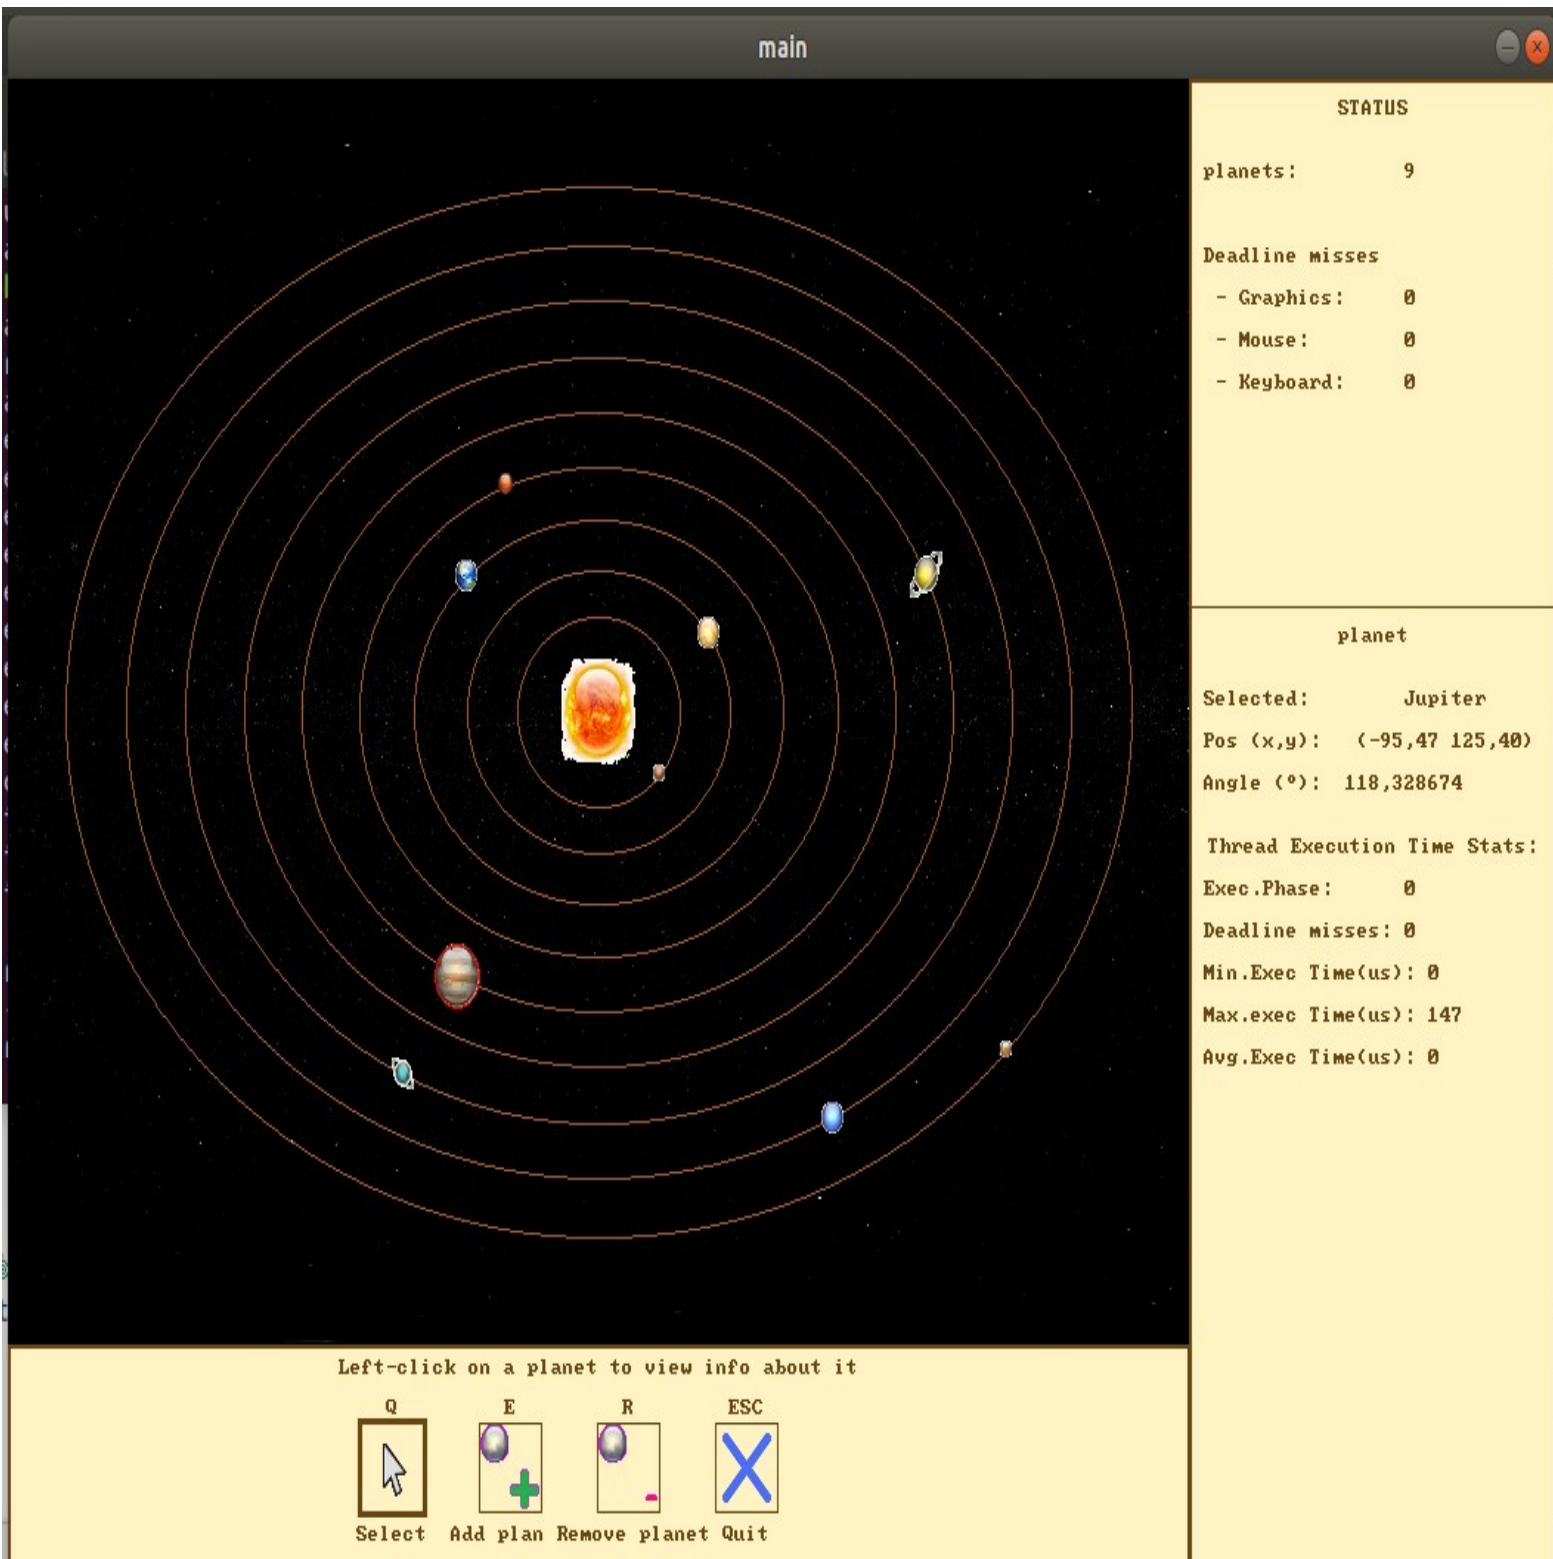 main
STATUS
planets: 9
Deadline misses
- Graphics: 0
- Mouse: 0
- Keyboard: 0
planet
Selected: Jupiter
Pos (x,y): (-95,47 125,40)
Angle (º): 118,328674
Thread Execution Time Stats:
Exec.Phase: 0
Deadline misses: 0
Min.Exec Time(us): 0
Max.exec Time(us): 147
Avg.Exec Time(us): 0
Left-click on a planet to view info about it
Q E R ESC
Select Add plan Remove planet Quit